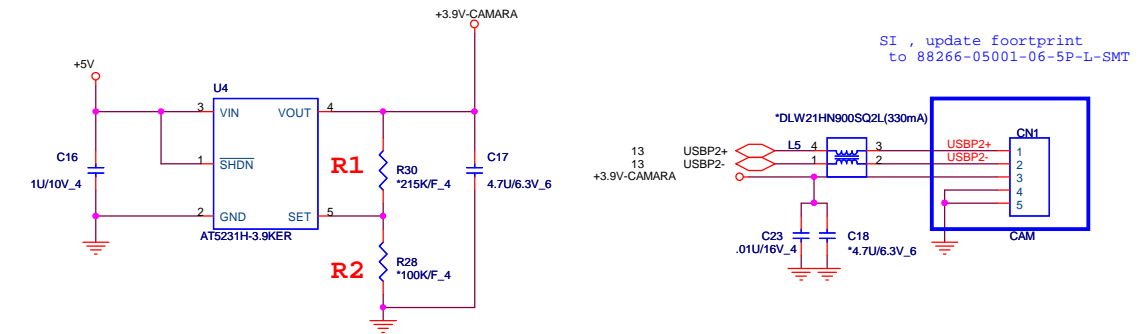 +3.9V-CAMARA
+5V
U4
3
VIN
VOUT
4
C16
1U/10V_4
1
SHDN
R1
R30
*215K/F_4
C17
4.7U/6.3V_6
2
GND
SET
5
AT5231H-3.9KER
R2
R28
*100K/F_4
SI , update foortprint
to 88266-05001-06-5P-L-SMT
*DLW21HN900SQ2L(330mA)
CN1
13
USBP2+
L5
4
3
USBP2+
1
13
USBP2-
1
2
USBP2-
2
+3.9V-CAMARA
3
4
5
C23
.01U/16V_4
C18
*4.7U/6.3V_6
CAM